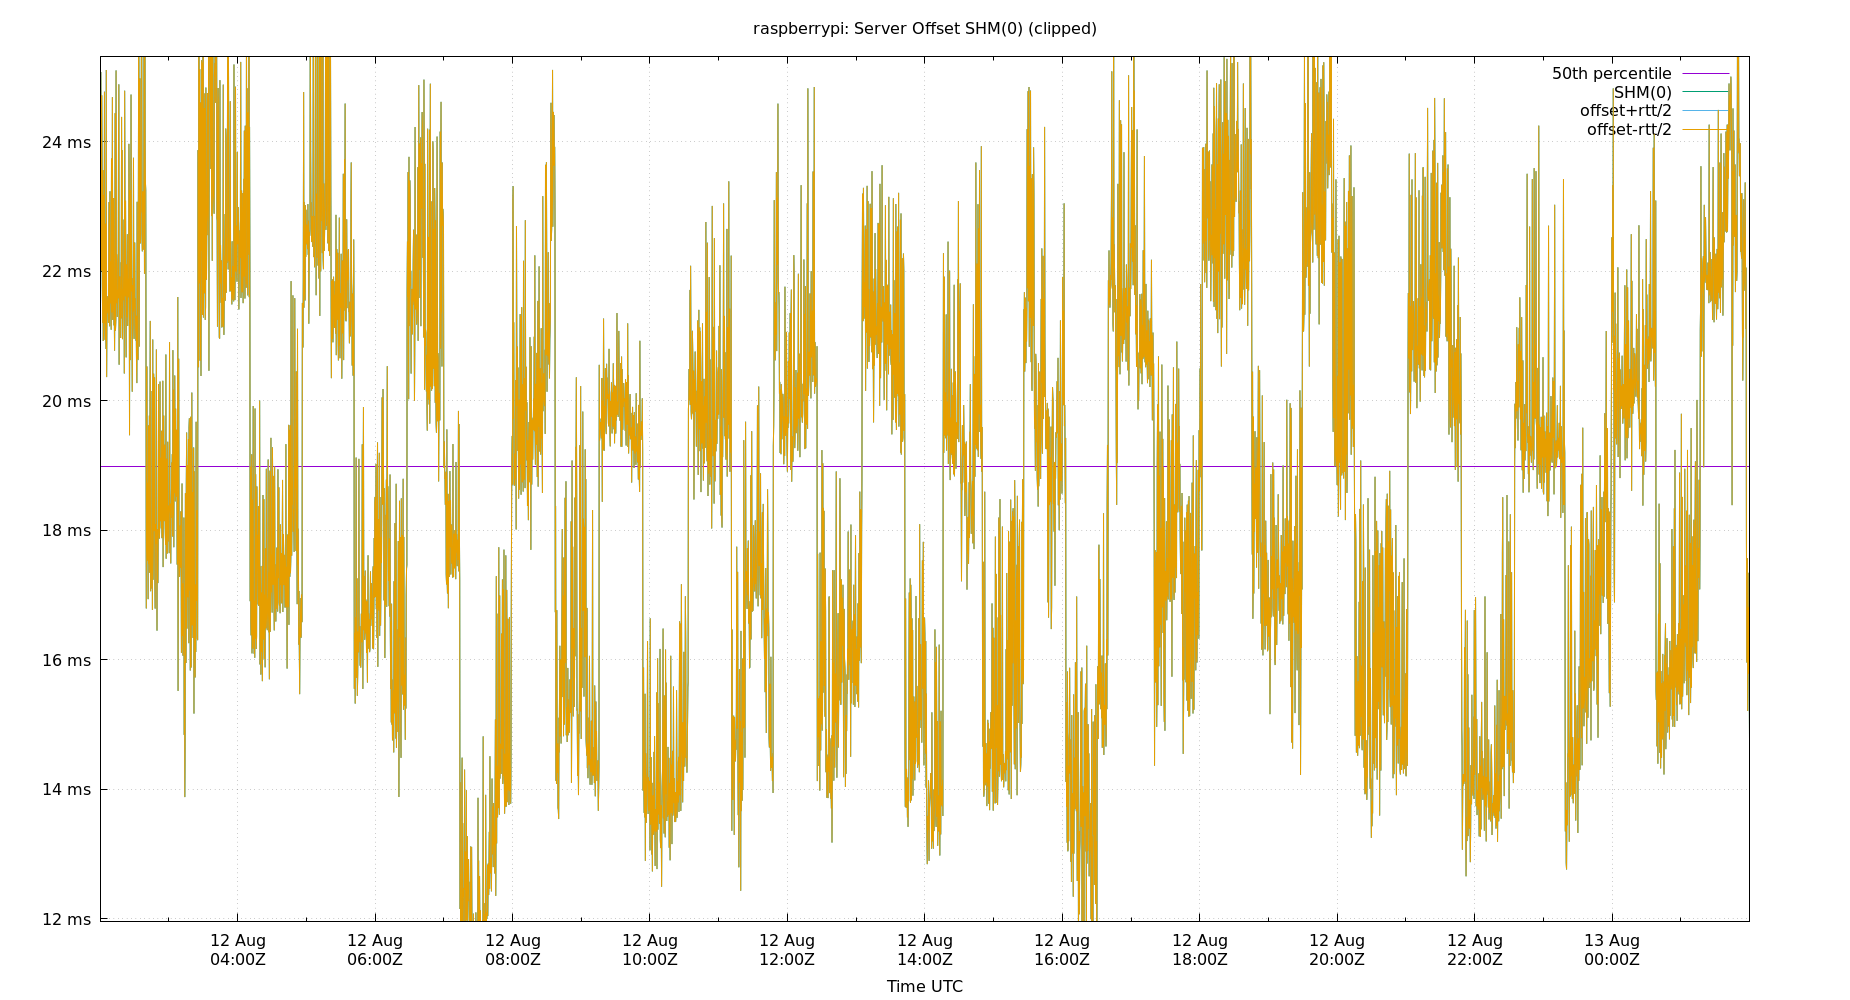 raspberrypi: Server Offset SHM(0) (clipped)
50th percentile
SHM(0)
offset+rtt/2
offset-rtt/2
24 ms
22 ms
20 ms
18 ms
16 ms
14 ms
12 ms
12 Aug 12 Aug 12 Aug 12 Aug 12 Aug 12 Aug 12 Aug 12 Aug 12 Aug 12 Aug 13 Aug
04:00Z 06:00Z 08:00Z 10:00Z 12:00Z 14:00Z 16:00Z 18:00Z 20:00Z 22:00Z 00:00Z
Time UTC